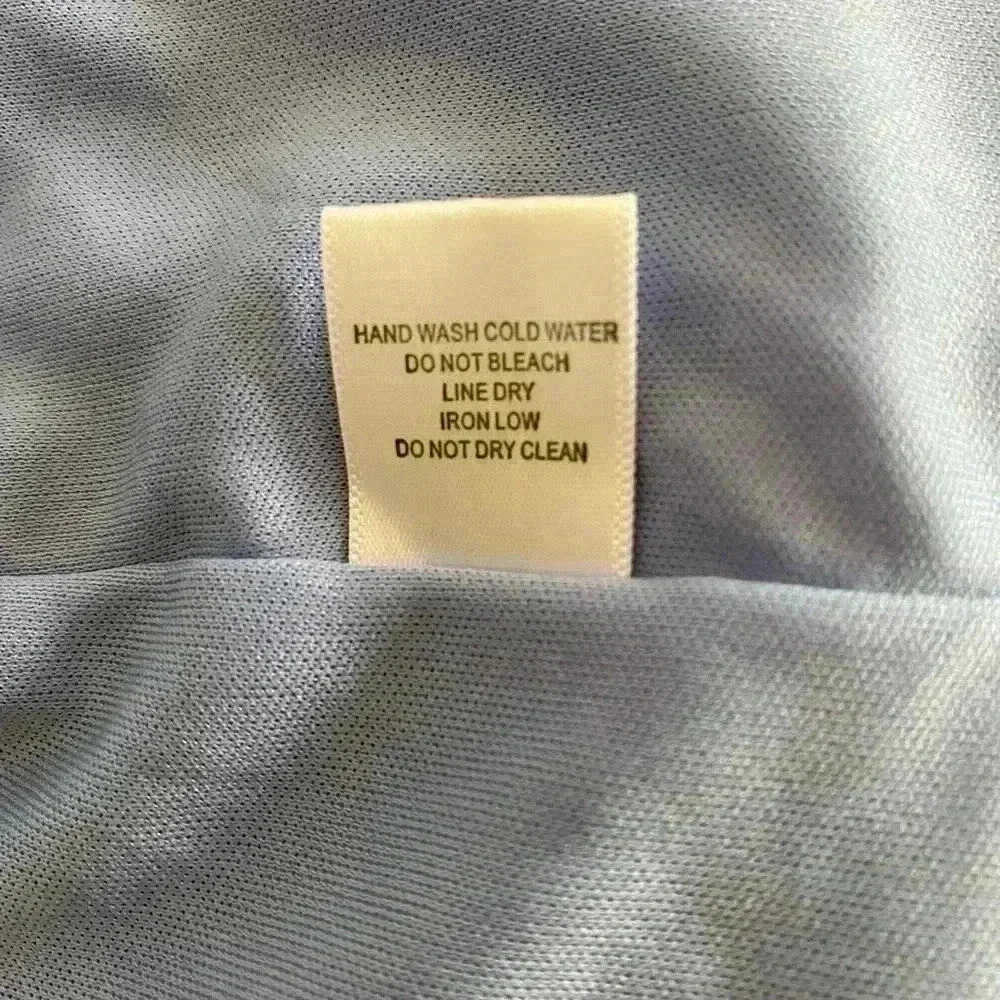 HAND WASH COLD WATER
DO NOT BLEACH
LINE DRY
IRON LOW
DO NOT DRY CLEAN